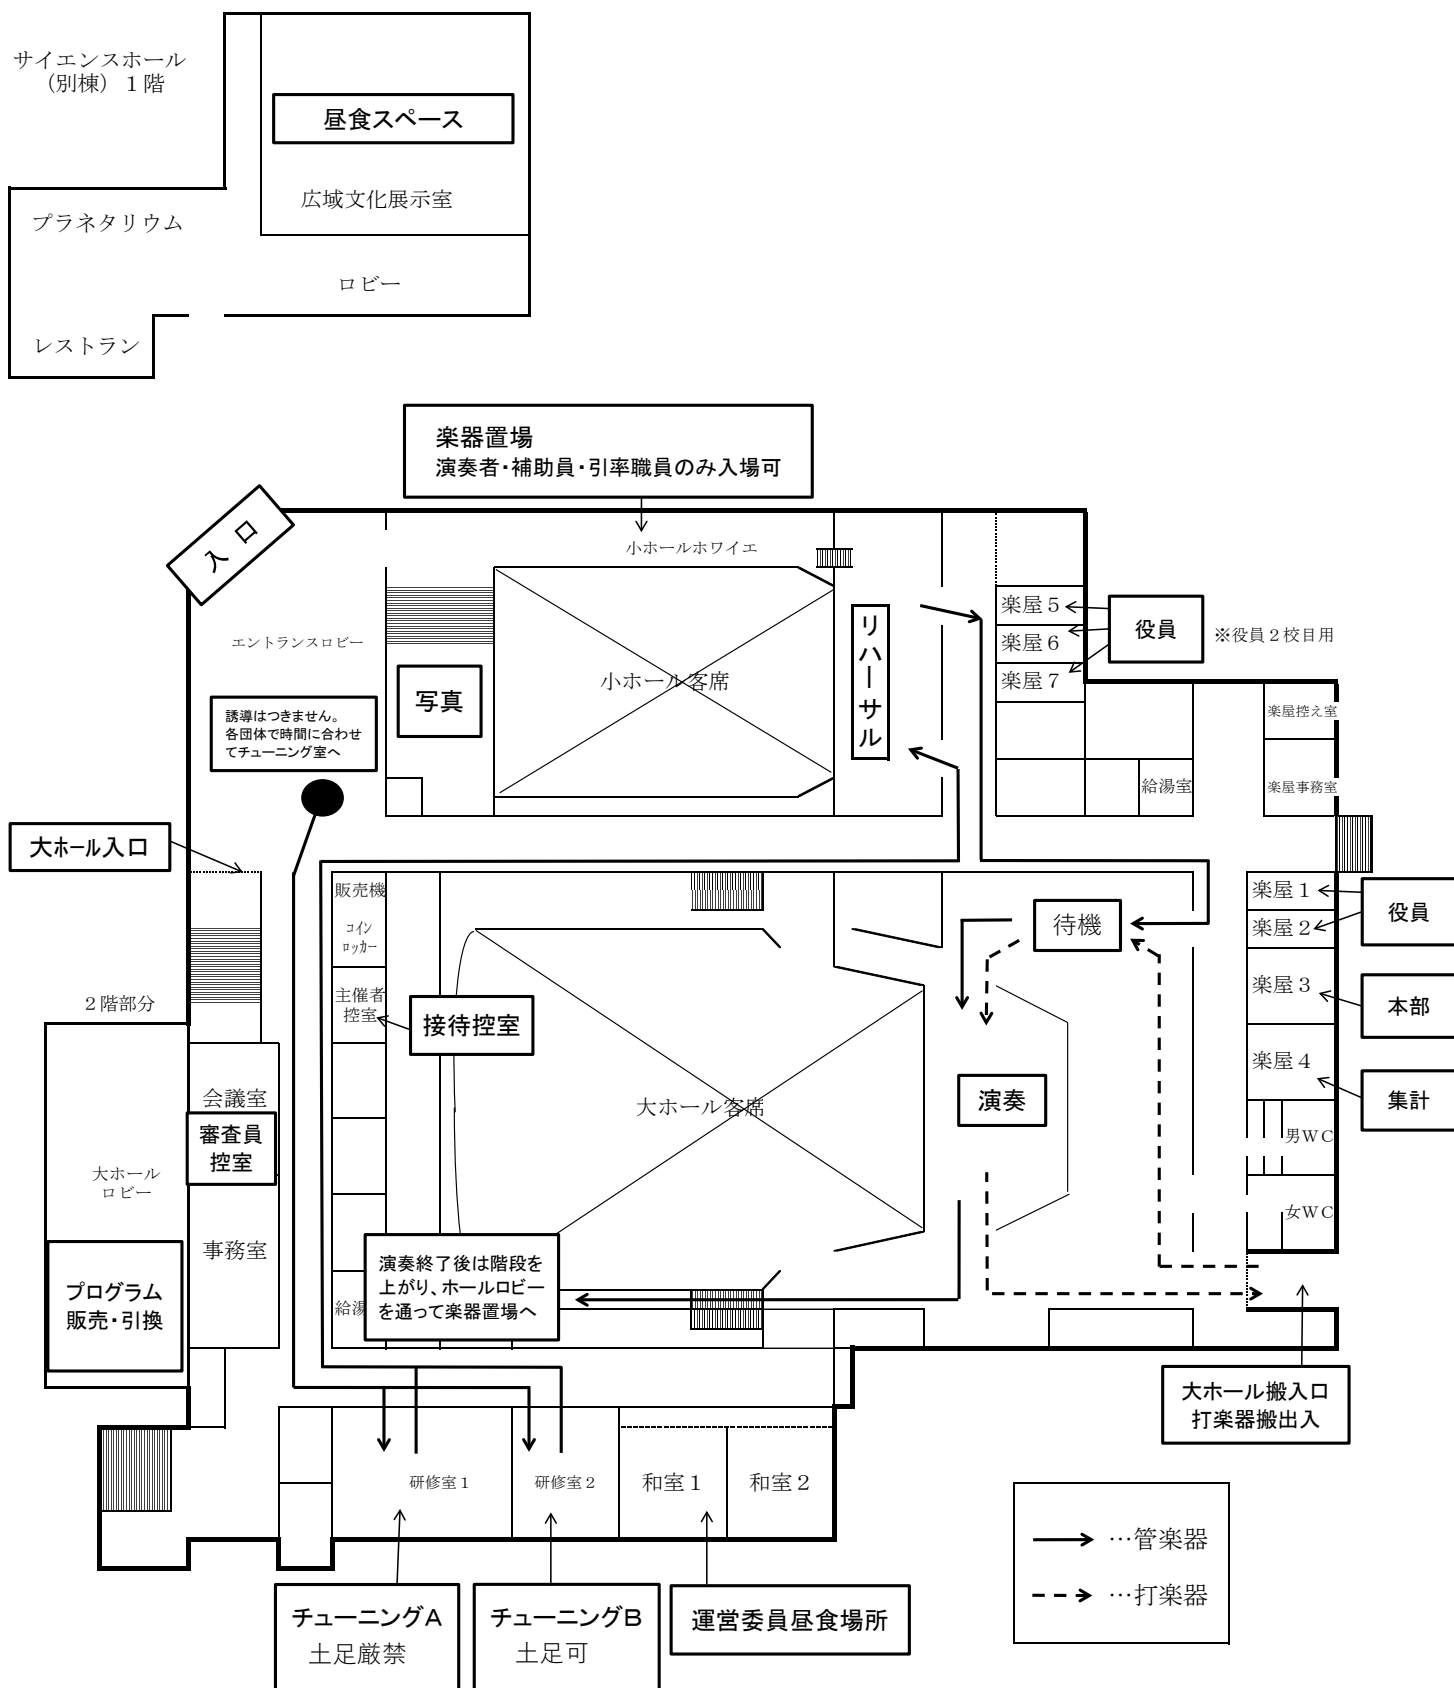 サイエンスホール
（別棟）１階
昼食スペース
広域文化展示室
プラネタリウム
ロビー
レストラン
楽器置場
演奏者・補助員・引率職員のみ入場可
入口
小ホールホワイエ
エントランスロビー
写真
小ホール客席
リハーサル
楽屋５
楽屋６
楽屋７
役員
※役員２校目用
楽屋控え室
楽屋事務室
給湯室
誘導はつきません。
各団体で時間に合わせ
てチューニング室へ
大ホール入口
販売機
コイン
ロッカー
主催者
控室
接待控室
待機
楽屋１
楽屋２
役員
楽屋３
本部
楽屋４
集計
２階部分
会議室
審査員
控室
大ホール
ロビー
事務室
プログラム
販売・引換
大ホール客席
演奏
男ＷＣ
女ＷＣ
演奏終了後は階段を
上がり、ホールロビー
を通って楽器置場へ
給湯
大ホール搬入口
打楽器搬出入
研修室１
研修室２
和室１
和室２
チューニングＡ
土足厳禁
チューニングＢ
土足可
運営委員昼食場所
…管楽器
…打楽器